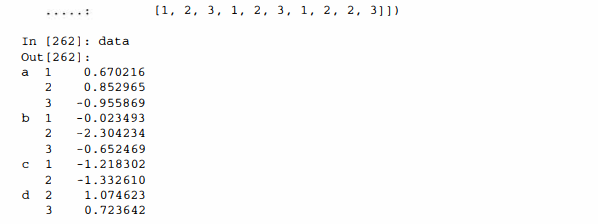 .....:        [1, 2, 3, 1, 2, 3, 1, 2, 2, 3]])
In [262]: data
Out[262]:
a  1    0.670216
   2    0.852965
   3   -0.955869
b  1   -0.023493
   2   -2.304234
   3   -0.652469
c  1   -1.218302
   2   -1.332610
d  2    1.074623
   3    0.723642